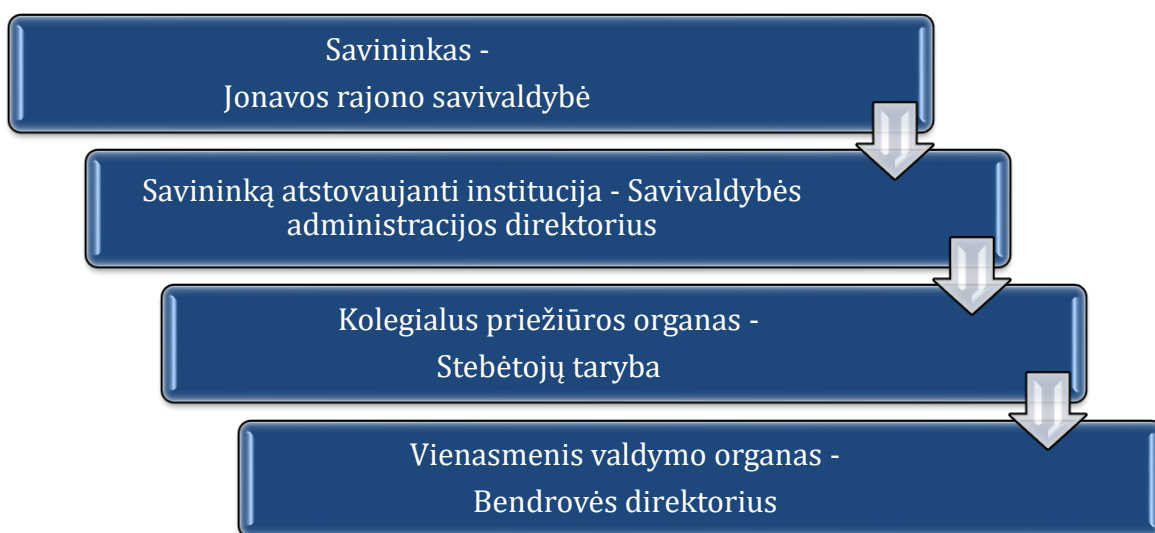 Savininkas -
Jonavos rajono savivaldybė
Savininką atstovaujanti institucija - Savivaldybės
administracijos direktorius
Kolegialus priežiūros organas -
Stebėtojų taryba
Vienasmenis valdymo organas -
Bendrovės direktorius